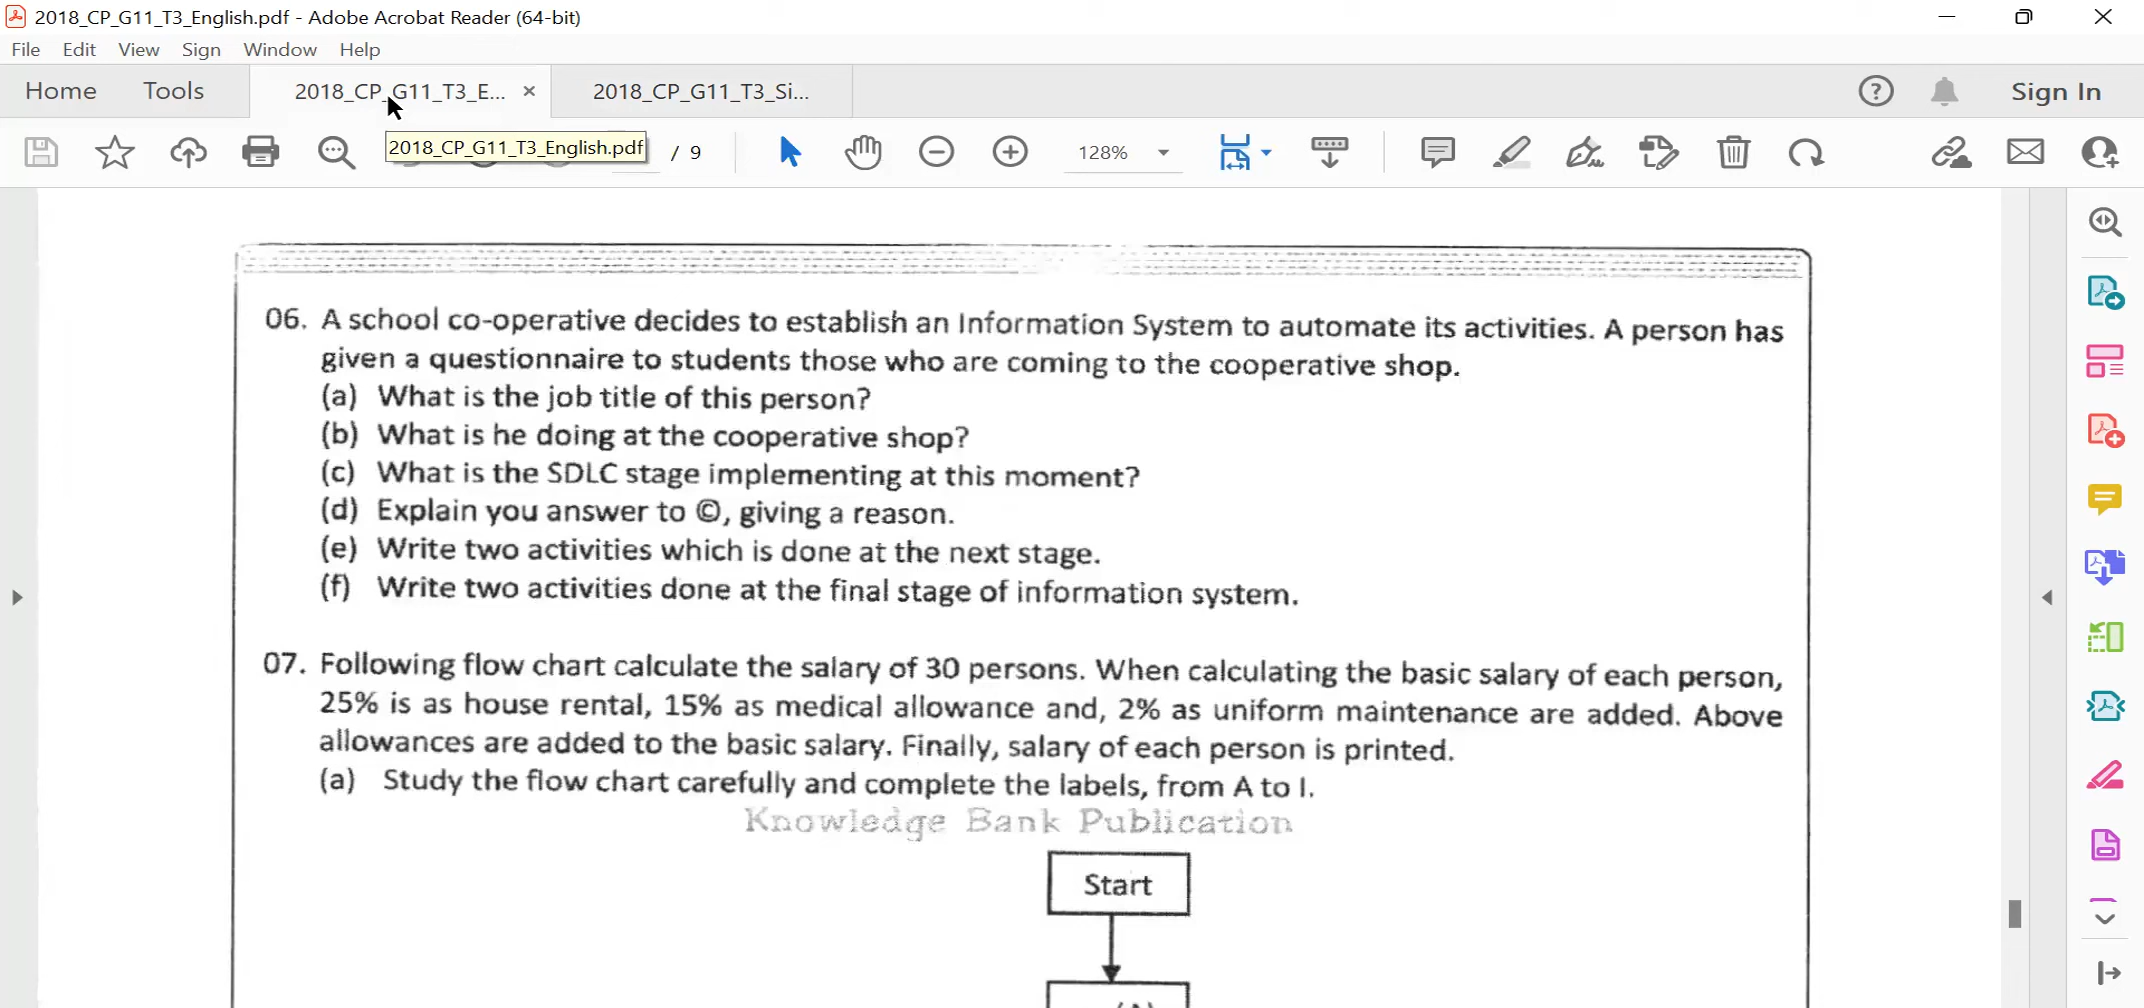 2018_CP_G11_T3_English.pdf - Adobe Acrobat Reader (64-bit)
File Edit View Sign Window Help
Home Tools 2018_CP_G11_T3_E... 2018_CP_G11_T3_Si... Sign In
2018_CP_G11_T3_English.pdf / 9 128%
06. A school co-operative decides to establish an Information System to automate its activities. A person has
given a questionnaire to students those who are coming to the cooperative shop.
(a) What is the job title of this person?
(b) What is he doing at the cooperative shop?
(c) What is the SDLC stage implementing at this moment?
(d) Explain you answer to ©, giving a reason.
(e) Write two activities which is done at the next stage.
(f) Write two activities done at the final stage of information system.
07. Following flow chart calculate the salary of 30 persons. When calculating the basic salary of each person,
25% is as house rental, 15% as medical allowance and, 2% as uniform maintenance are added. Above
allowances are added to the basic salary. Finally, salary of each person is printed.
(a) Study the flow chart carefully and complete the labels, from A to I.
Knowledge Bank Publication
Start